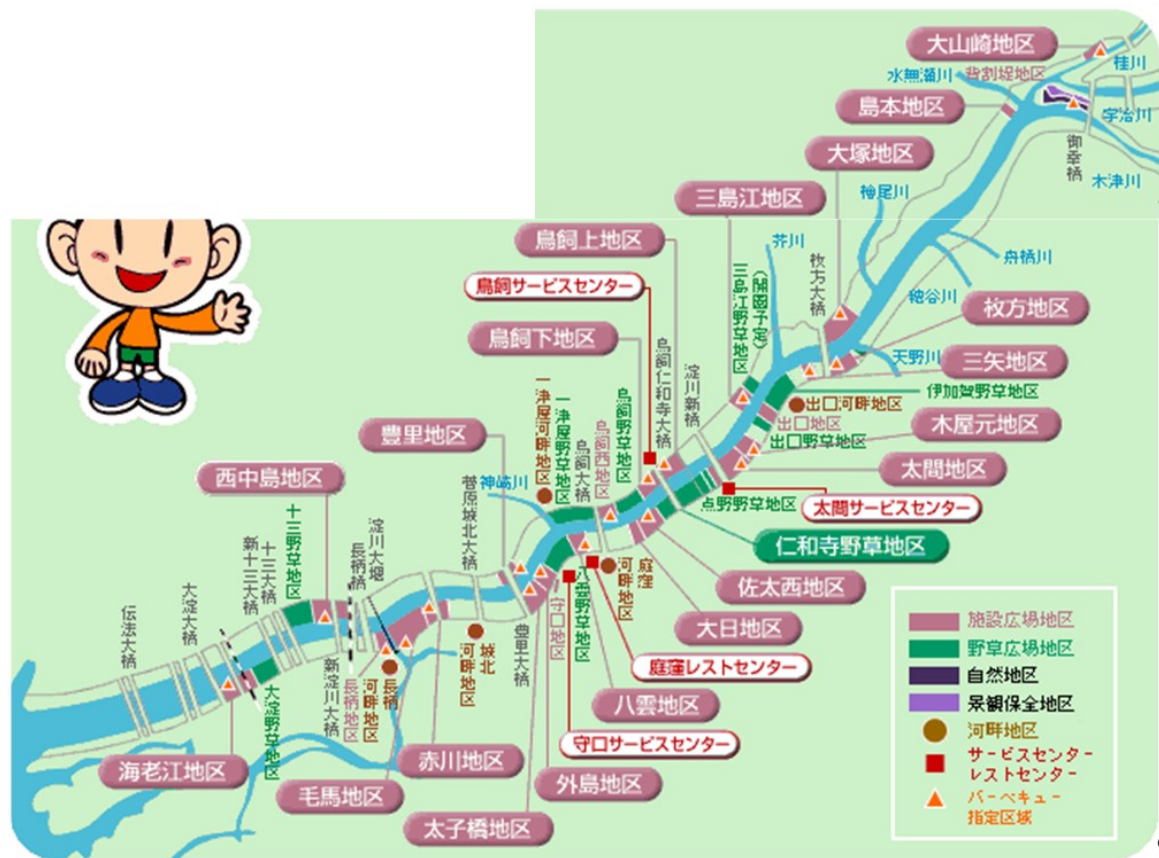 大山崎地区
桂川
水無瀬川
背割堤地区
島本地区
宇治川
御幸橋
木津川
大塚地区
檜尾川
三島江地区
芥川
枚方大橋
舟橋川
穂谷川
鳥飼上地区
三島江野草地区
(開園予定)
鳥飼サービスセンター
枚方地区
天野川
鳥飼下地区
三矢地区
鳥飼仁和寺大橋
淀川新橋
伊加賀野草地区
出口河畔地区
出口地区
木屋元地区
出口野草地区
一津屋河畔地区
一津屋野草地区
鳥飼大橋
鳥飼西地区
鳥飼野草地区
豊里地区
太間地区
西中島地区
神崎川
点野野草地区
太間サービスセンター
菅原城北大橋
仁和寺野草地区
十三野草地区
淀川大堰
長柄橋
十三大橋
新十三大橋
佐太西地区
庭窪
河畔地区
大淀大橋
伝法大橋
八雲野草地区
守口地区
大日地区
豊里大橋
城北
河畔地区
庭窪レストセンター
新淀川大橋
長柄地区
長柄
河畔地区
大淀野草地区
八雲地区
守口サービスセンター
海老江地区
赤川地区
外島地区
毛馬地区
太子橋地区
施設広場地区
野草広場地区
自然地区
景観保全地区
河畔地区
サービスセンター
レストセンター
バーベキュー
指定区域